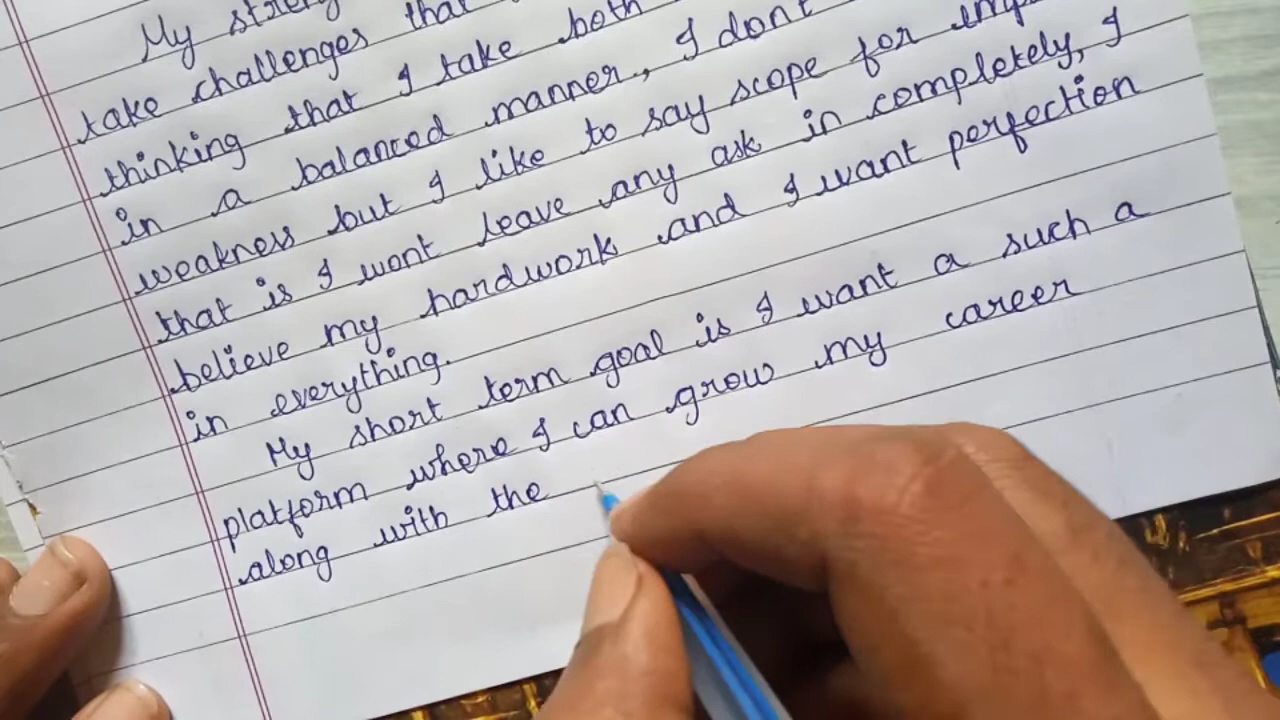 My
take challenges that
thinking that I take both
in a balanced manner, I dont
weakness but I like to say scope for
that is I wont leave any ask in completely, I
believe my hardwork and I want perfection
in everything.
My short term goal is I want a such a
platform where I can grow my career
along with the